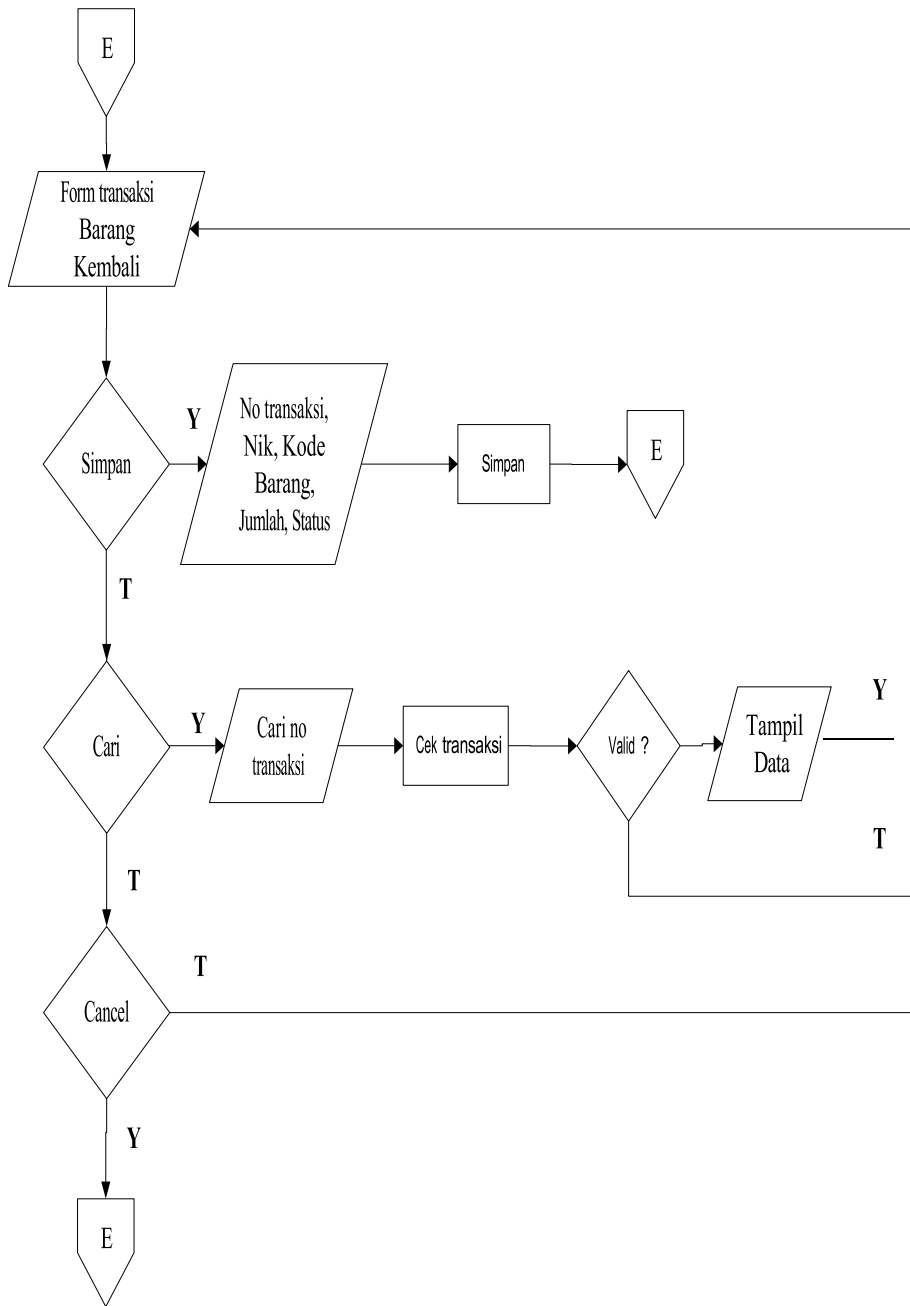 E
Form transaksi
Barang
Kembali
Simpan
Y
No transaksi,
Nik, Kode
Barang,
Jumlah, Status
Simpan
E
T
Cari
Y
Cari no
transaksi
Cek transaksi
Valid ?
Tampil
Data
Y
T
T
Cancel
T
Y
E